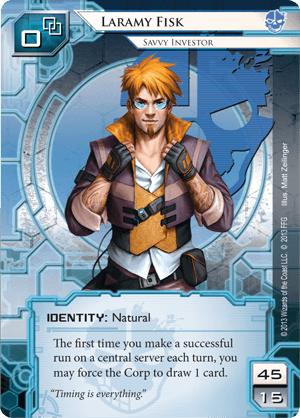 0
LARAMY FISK
SAVVY INVESTOR
Illus. Matt Zeilinger
© 2013 Wizards of the Coast LLC. © 2013 FFG
IDENTITY: Natural
The first time you make a successful
run on a central server each turn, you
may force the Corp to draw 1 card.
"Timing is everything."
45
15